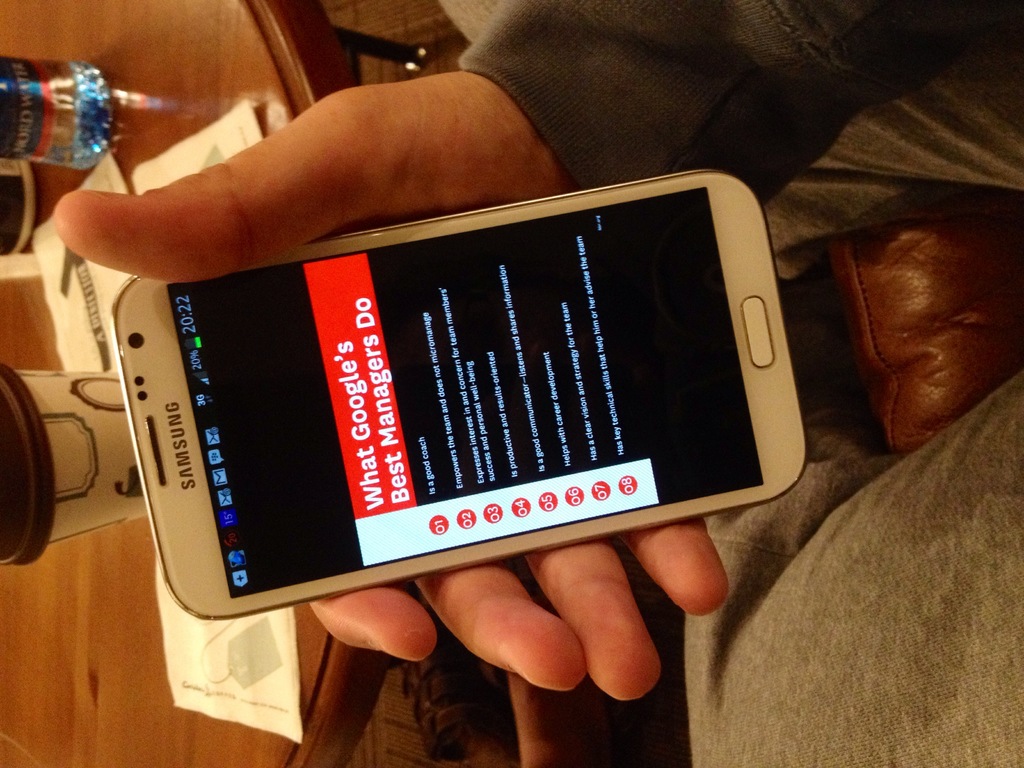 SAMSUNG
15°
3G 20% 20:22
What Google's
Best Managers Do
01 Is a good coach
02 Empowers the team and does not micromanage
03 Expresses interest in and concern for team members'
success and personal well-being
04 Is productive and results-oriented
05 Is a good communicator—listens and shares information
06 Helps with career development
07 Has a clear vision and strategy for the team
08 Has key technical skills that help him or her advise the team